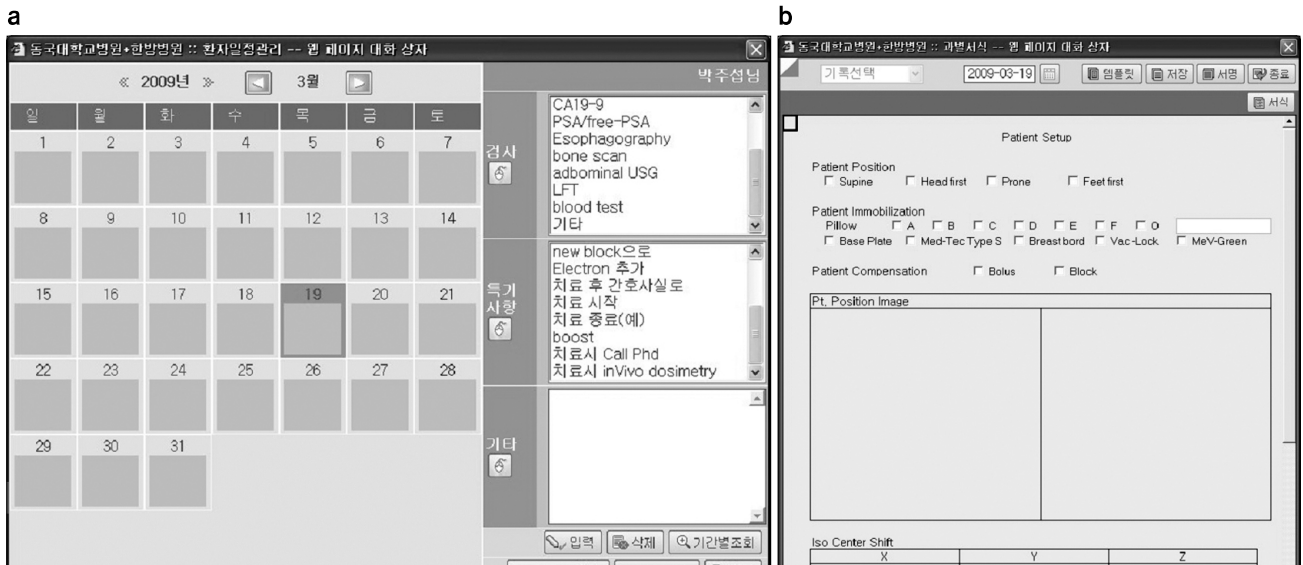 a
동국대학교병원+한방병원 :: 환자일정관리 -- 웹 페이지 대화 상자
« 2009년 » 3월
박주섭님
일 월 화 수 목 금 토
1 2 3 4 5 6 7
8 9 10 11 12 13 14
15 16 17 18 19 20 21
22 23 24 25 26 27 28
29 30 31
검사
CA19-9
PSA/free-PSA
Esophagography
bone scan
adbominal USG
LFT
blood test
기타
특기
사항
new block으로
Electron 추가
치료 후 간호사실로
치료 시작
치료 종료(예)
boost
치료시 Call Phd
치료시 inVivo dosimetry
기타
입력 삭제 기간별조회
b
동국대학교병원+한방병원 :: 과별서식 -- 웹 페이지 대화 상자
기록선택 2009-03-19 템플릿 저장 서명 종료
서식
Patient Setup
Patient Position
Supine Head first Prone Feet first
Patient Immobilization
Pillow A B C D E F O
Base Plate Med-Tec Type S Breast bord Vac-Lock MeV-Green
Patient Compensation Bolus Block
Pt, Position Image
Iso Center Shift
X Y Z